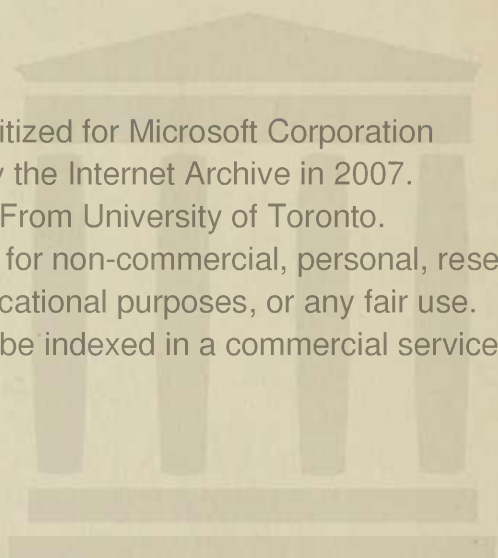 itized for Microsoft Corporation
the Internet Archive in 2007.
From University of Toronto.
for non-commercial, personal,
cational purposes, or any fair use.
be indexed in a commercial service